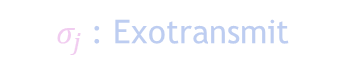 σⱼ : Exotransmit